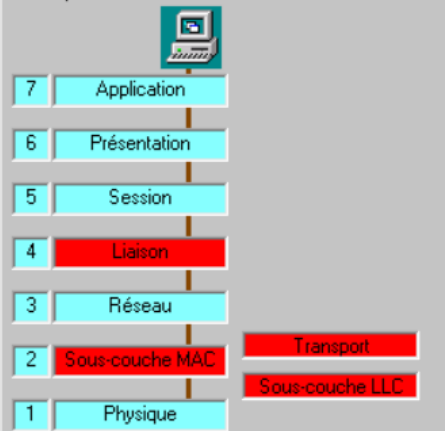 7 Application
6 Présentation
5 Session
4 Liaison
3 Réseau
Transport
2 Sous-couche MAC
Sous-couche LLC
1 Physique